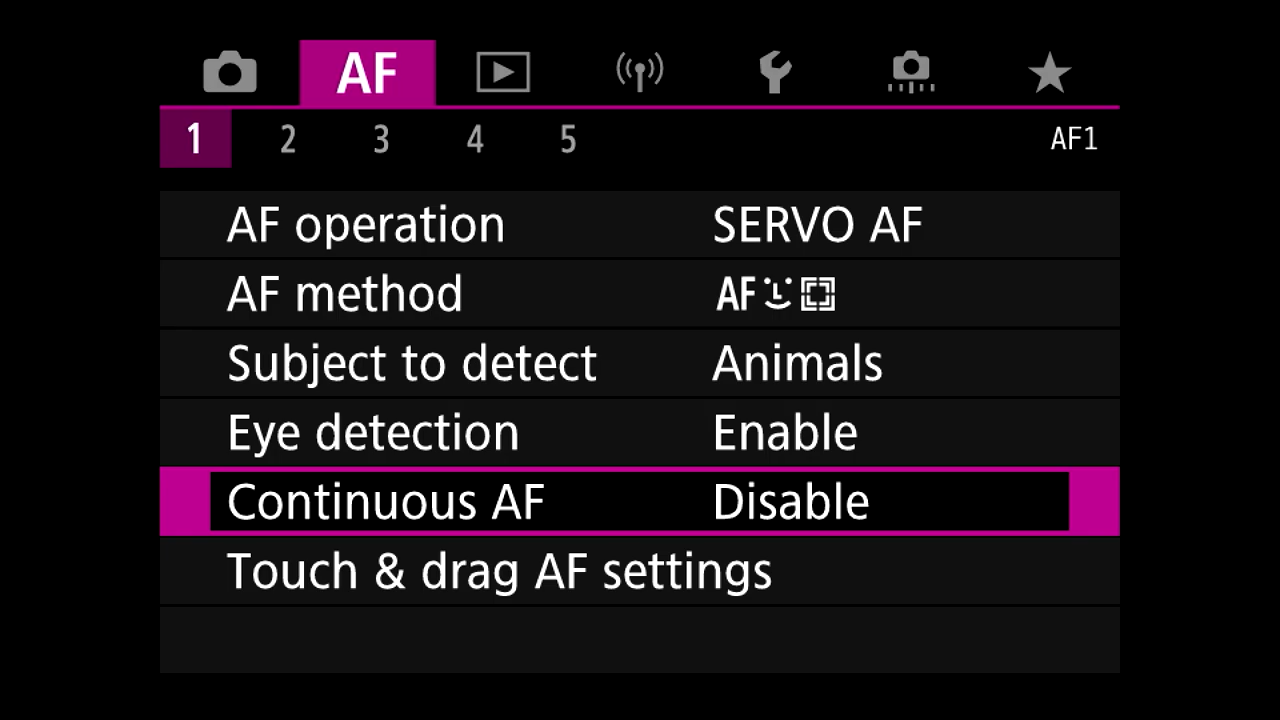 AF
1 2 3 4 5 AF1
AF operation SERVO AF
AF method AF
Subject to detect Animals
Eye detection Enable
Continuous AF Disable
Touch & drag AF settings